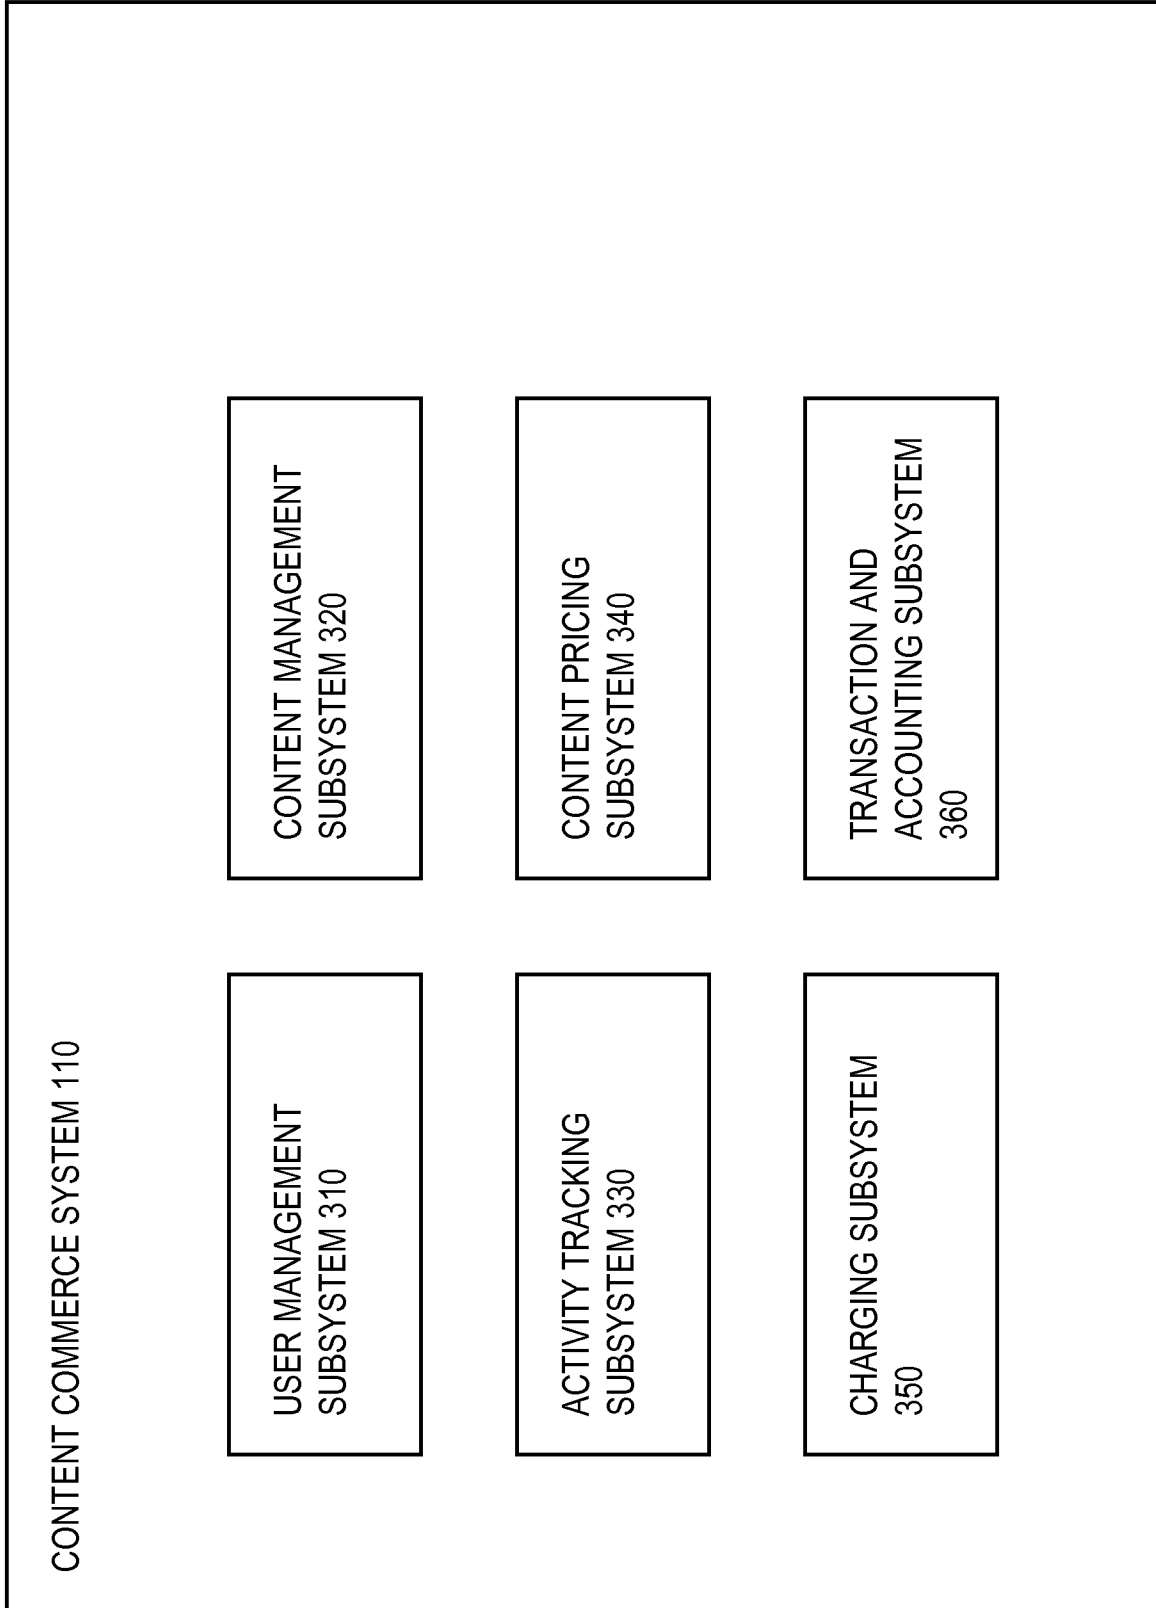 CONTENT COMMERCE SYSTEM 110
USER MANAGEMENT
SUBSYSTEM 310
CONTENT MANAGEMENT
SUBSYSTEM 320
ACTIVITY TRACKING
SUBSYSTEM 330
CONTENT PRICING
SUBSYSTEM 340
CHARGING SUBSYSTEM
350
TRANSACTION AND
ACCOUNTING SUBSYSTEM
360